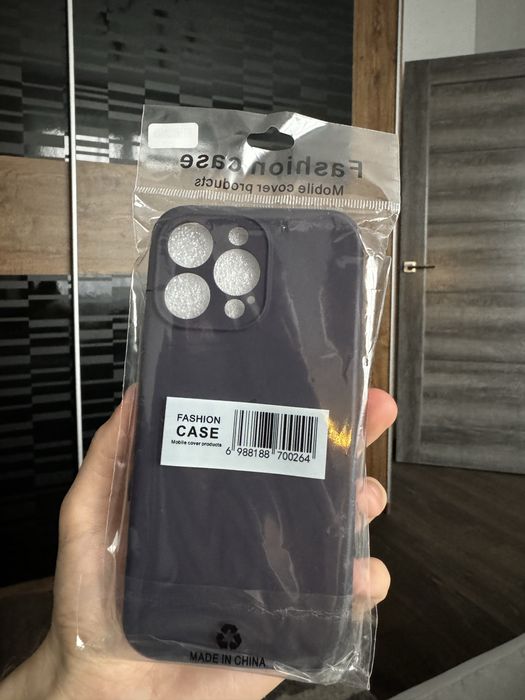 Fashion case
Mobile cover products
FASHION
CASE
Mobile cover products
6 988188 700264
MADE IN CHINA